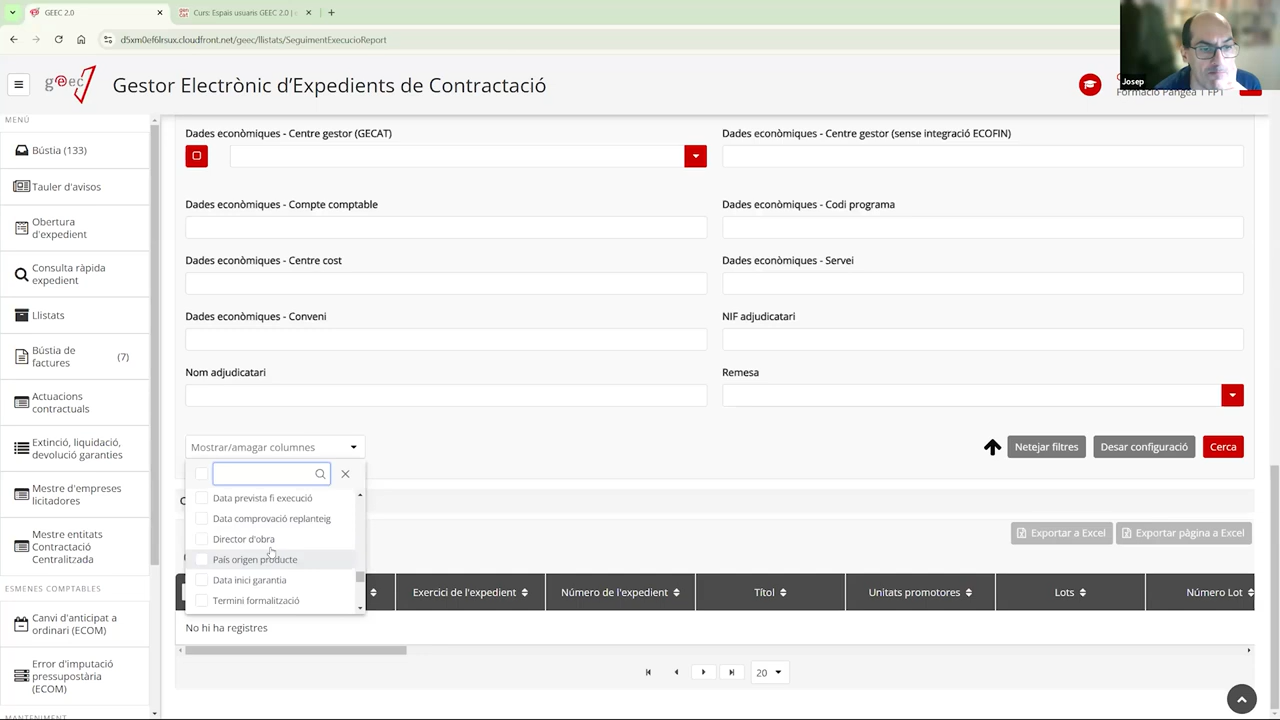 GEEC 2.0
Curs: Espais usuaris GEEC 2.0 | c
d5xm0ef6lrsux.cloudfront.net/geec/llistats/SeguimentExecucioReport
geec
Gestor Electrònic d'Expedients de Contractació
Josep
Formació Pangea 1 FP1
MENÚ
Bústia (133)
Tauler d'avisos
Obertura
d'expedient
Consulta ràpida
expedient
Llistats
Bústia de
factures
(7)
Actuacions
contractuals
Extinció, liquidació,
devolució garanties
Mestre d'empreses
licitadores
Mestre entitats
Contractació
Centralitzada
ESMENES COMPTABLES
Canvi d'anticipat a
ordinari (ECOM)
Error d'imputació
pressupostària
(ECOM)
MANTENIMENT
Dades econòmiques - Centre gestor (GECAT)
Dades econòmiques - Centre gestor (sense integració ECOFIN)
Dades econòmiques - Compte comptable
Dades econòmiques - Codi programa
Dades econòmiques - Centre cost
Dades econòmiques - Servei
Dades econòmiques - Conveni
NIF adjudicatari
Nom adjudicatari
Remesa
Mostrar/amagar columnes
Netejar filtres
Desar configuració
Cerca
Data prevista fi execució
Data comprovació replanteig
Director d'obra
País origen producte
Data inici garantia
Termini formalització
Exportar a Excel
Exportar pàgina a Excel
Exercici de l'expedient
Número de l'expedient
Títol
Unitats promotores
Lots
Número Lot
No hi ha registres
20